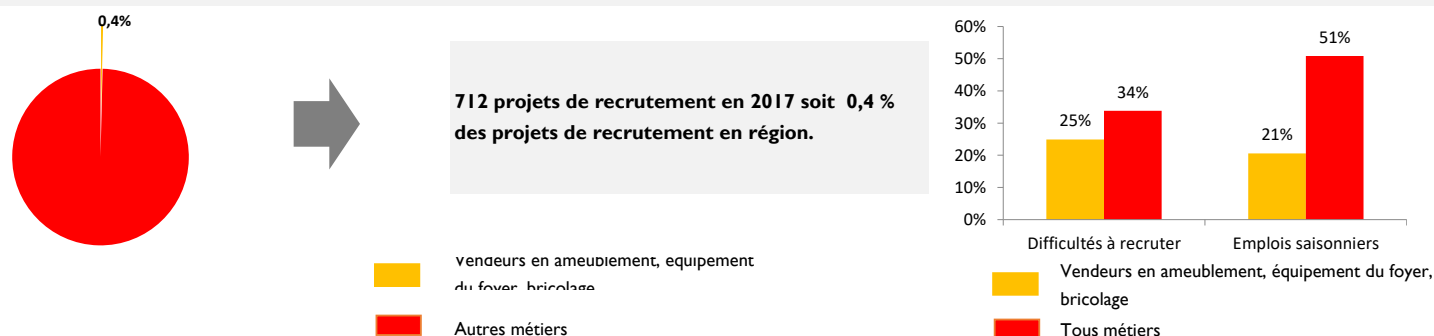 0,4%
712 projets de recrutement en 2017 soit 0,4 %
des projets de recrutement en région.
Vendeurs en ameublement, équipement
du foyer, bricolage
Autres métiers
60%
50%
40%
30%
20%
10%
0%
25%
34%
21%
51%
Difficultés à recruter
Emplois saisonniers
Vendeurs en ameublement, équipement du foyer,
bricolage
Tous métiers